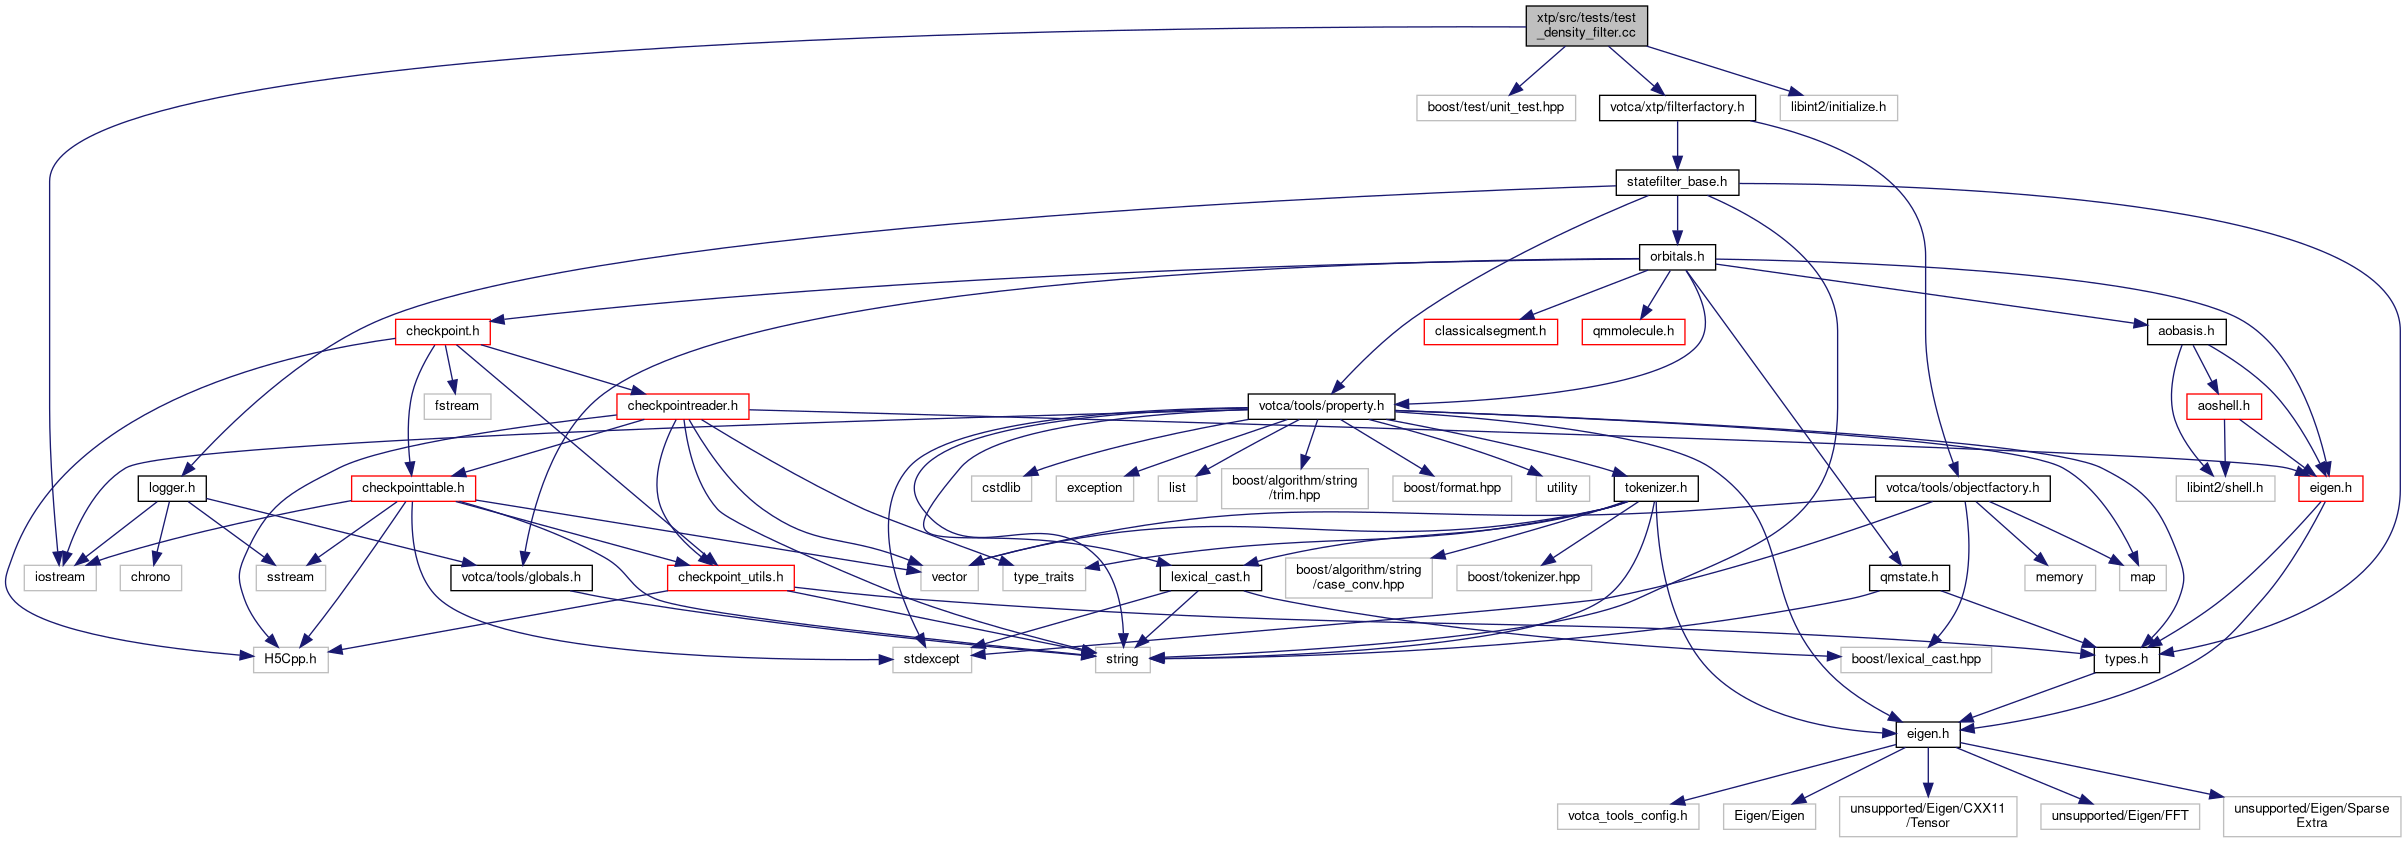 xtp/src/tests/test
_density_filter.cc
boost/test/unit_test.hpp
votca/xtp/filterfactory.h
libint2/initialize.h
statefilter_base.h
orbitals.h
checkpoint.h
classicalsegment.h
qmmolecule.h
aobasis.h
fstream
checkpointreader.h
votca/tools/property.h
aoshell.h
logger.h
checkpointtable.h
cstdlib
exception
list
boost/algorithm/string
/trim.hpp
boost/format.hpp
utility
tokenizer.h
votca/tools/objectfactory.h
libint2/shell.h
eigen.h
iostream
chrono
sstream
votca/tools/globals.h
checkpoint_utils.h
vector
type_traits
lexical_cast.h
boost/algorithm/string
/case_conv.hpp
boost/tokenizer.hpp
qmstate.h
memory
map
H5Cpp.h
stdexcept
string
boost/lexical_cast.hpp
types.h
eigen.h
votca_tools_config.h
Eigen/Eigen
unsupported/Eigen/CXX11
/Tensor
unsupported/Eigen/FFT
unsupported/Eigen/Sparse
Extra